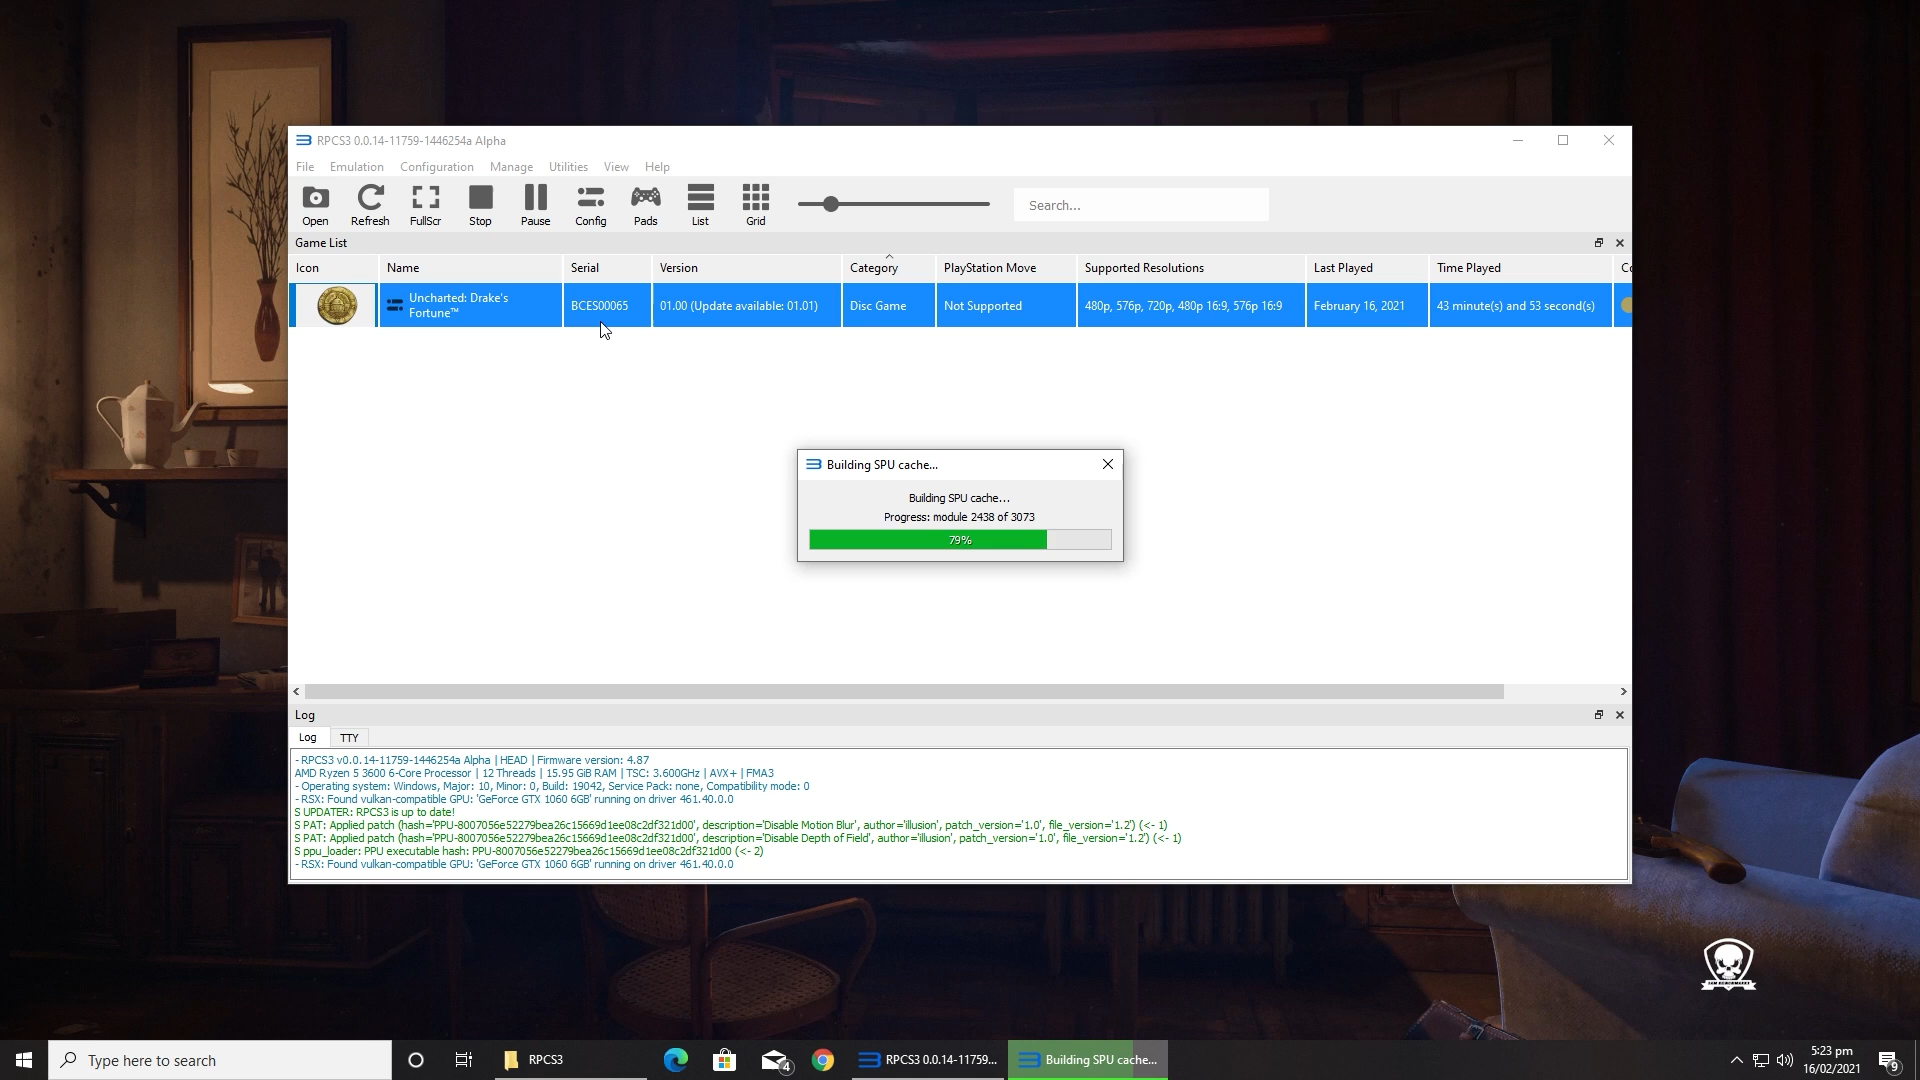 RPCS3 0.0.14-11759-1446254a Alpha
File Emulation Configuration Manage Utilities View Help
Open Refresh FullScr Stop Pause Config Pads List Grid Search...
Game List
Icon Name Serial Version Category PlayStation Move Supported Resolutions Last Played Time Played Co
Uncharted: Drake's
Fortune™
BCES00065 01.00 (Update available: 01.01) Disc Game Not Supported 480p, 576p, 720p, 480p 16:9, 576p 16:9 February 16, 2021 43 minute(s) and 53 second(s)
Building SPU cache...
Building SPU cache...
Progress: module 2438 of 3073
79%
Log
Log TTY
- RPCS3 v0.0.14-11759-1446254a Alpha | HEAD | Firmware version: 4.87
AMD Ryzen 5 3600 6-Core Processor | 12 Threads | 15.95 GiB RAM | TSC: 3.600GHz | AVX+ | FMA3
- Operating system: Windows, Major: 10, Minor: 0, Build: 19042, Service Pack: none, Compatibility mode: 0
- RSX: Found vulkan-compatible GPU: 'GeForce GTX 1060 6GB' running on driver 461.40.0.0
S UPDATER: RPCS3 is up to date!
S PAT: Applied patch (hash='PPU-8007056e52279bea26c15669d1ee08c2df321d00', description='Disable Motion Blur', author='illusion', patch_version='1.0', file_version='1.2') (<- 1)
S PAT: Applied patch (hash='PPU-8007056e52279bea26c15669d1ee08c2df321d00', description='Disable Depth of Field', author='illusion', patch_version='1.0', file_version='1.2') (<- 1)
S ppu_loader: PPU executable hash: PPU-8007056e52279bea26c15669d1ee08c2df321d00 (<- 2)
- RSX: Found vulkan-compatible GPU: 'GeForce GTX 1060 6GB' running on driver 461.40.0.0
Type here to search RPCS3 4 RPCS3 0.0.14-11759... Building SPU cache... 5:23 pm 9
16/02/2021